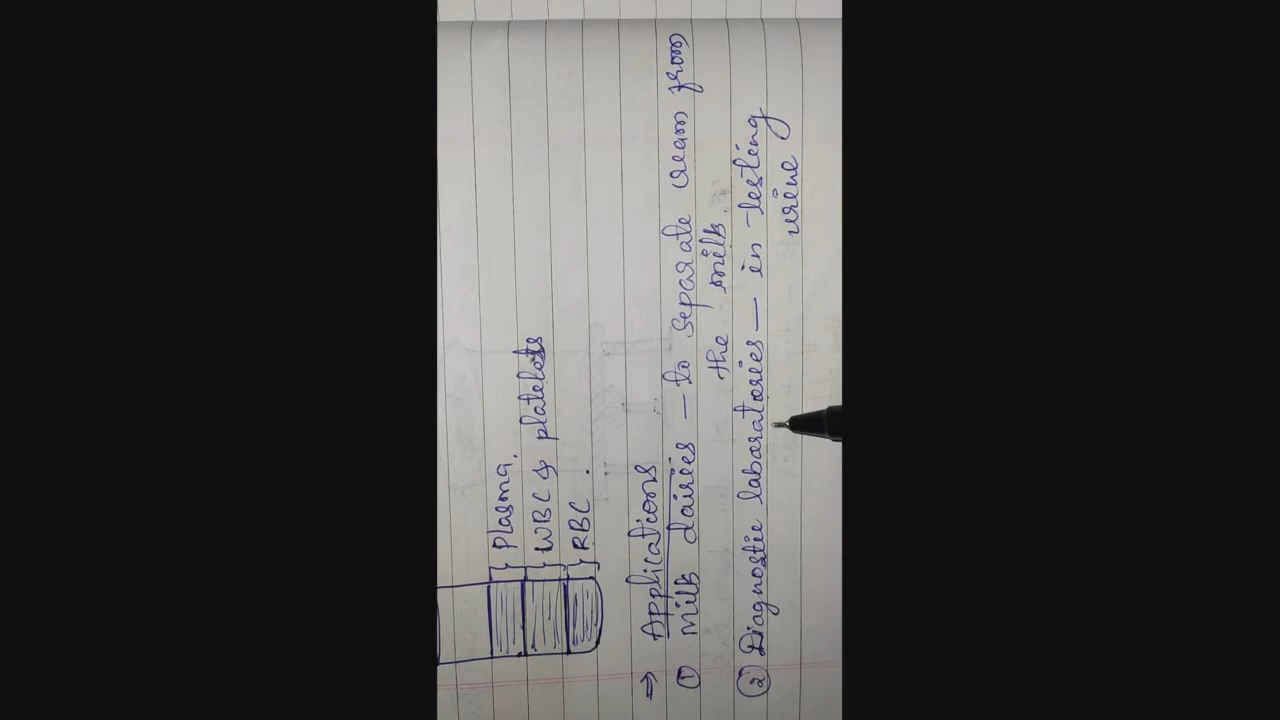 Plasma.
WBC & platelets
RBC.
⇒ Applications
① Milk dairies — to separate cream from
the milk.
② Diagnostic labaratories — in testing
urine